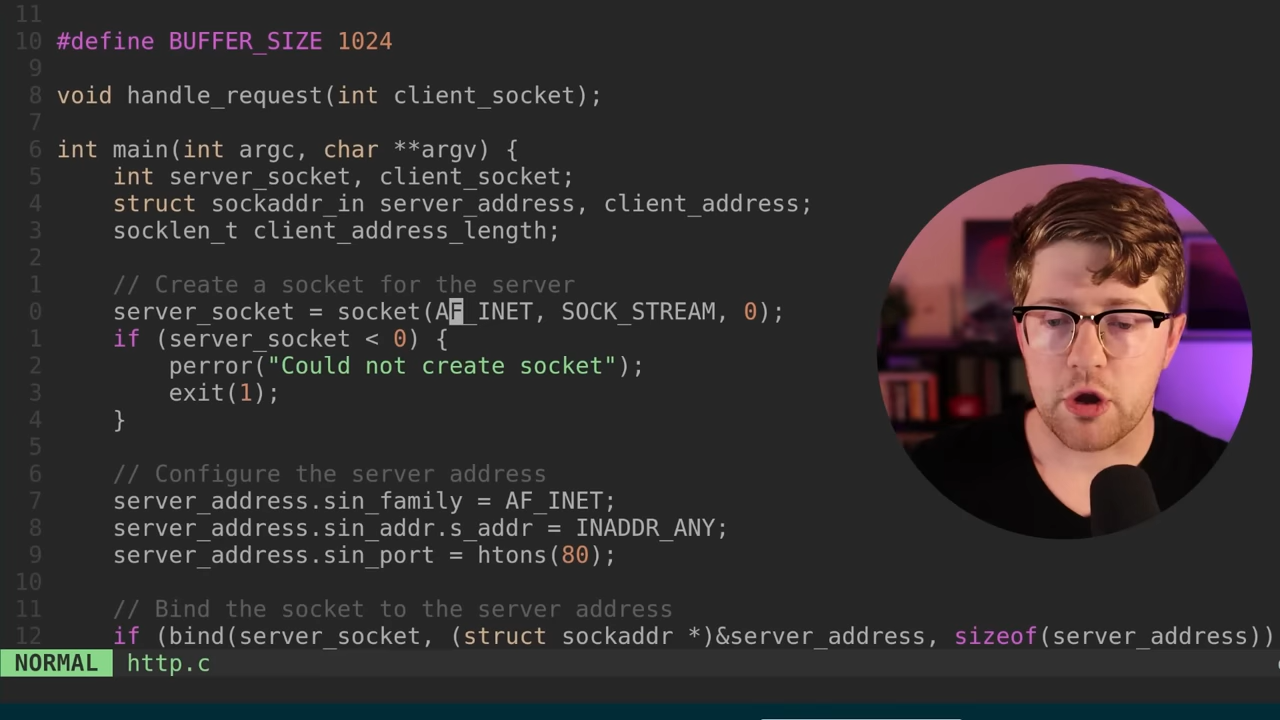 11
10 #define BUFFER_SIZE 1024
9
8 void handle_request(int client_socket);
7
6 int main(int argc, char **argv) {
5     int server_socket, client_socket;
4     struct sockaddr_in server_address, client_address;
3     socklen_t client_address_length;
2
1     // Create a socket for the server
0     server_socket = socket(AF_INET, SOCK_STREAM, 0);
1     if (server_socket < 0) {
2         perror("Could not create socket");
3         exit(1);
4     }
5
6     // Configure the server address
7     server_address.sin_family = AF_INET;
8     server_address.sin_addr.s_addr = INADDR_ANY;
9     server_address.sin_port = htons(80);
10
11     // Bind the socket to the server address
12     if (bind(server_socket, (struct sockaddr *)&server_address, sizeof(server_address))
NORMAL http.c